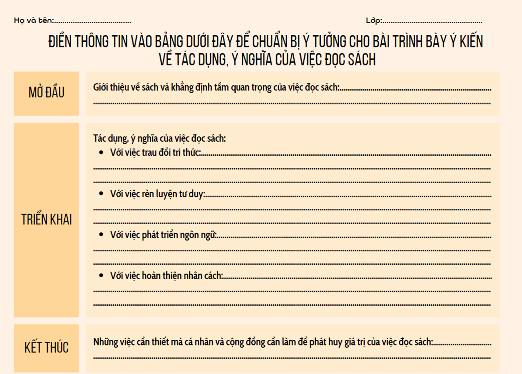 Họ và tên:.................................... Lớp:....................................
ĐIỀN THÔNG TIN VÀO BẢNG DƯỚI ĐÂY ĐỂ CHUẨN BỊ Ý TƯỞNG CHO BÀI TRÌNH BÀY Ý KIẾN
VỀ TÁC DỤNG, Ý NGHĨA CỦA VIỆC ĐỌC SÁCH
MỞ ĐẦU
Giới thiệu về sách và khẳng định tầm quan trọng của việc đọc sách:....................................
TRIỂN KHAI
Tác dụng, ý nghĩa của việc đọc sách:
• Với việc trau dồi tri thức:....................................
• Với việc rèn luyện tư duy:....................................
• Với việc phát triển ngôn ngữ:....................................
• Với việc hoàn thiện nhân cách:....................................
KẾT THÚC
Những việc cần thiết mà cá nhân và cộng đồng cần làm để phát huy giá trị của việc đọc sách:....................